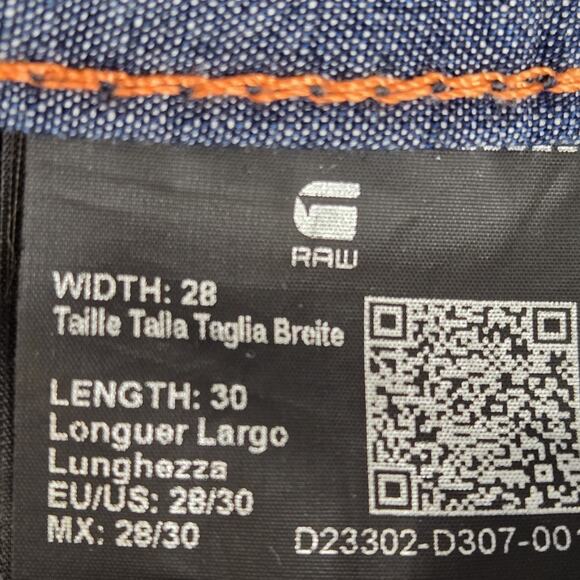 RAW
WIDTH: 28
Taille Talla Taglia Breite
LENGTH: 30
Longuer Largo
Lunghezza
EU/US: 28/30
MX: 28/30
D23302-D307-001